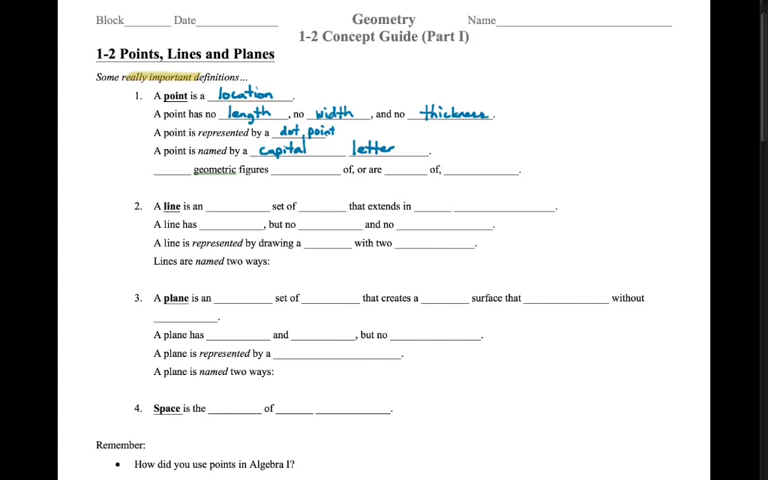 Block_______ Date______________ Geometry Name______________________________
1-2 Concept Guide (Part I)
1-2 Points, Lines and Planes
Some really important definitions…
1. A point is a location.
A point has no length, no width, and no thickness.
A point is represented by a dot, point
A point is named by a capital letter.
_______ geometric figures _____________ of, or are ________ of, ______________.
2. A line is an ____________ set of _________ that extends in _______ ____________________.
A line has ____________, but no ____________ and no __________________.
A line is represented by drawing a _________ with two _______________.
Lines are named two ways:
3. A plane is an ___________ set of ___________ that creates a _________ surface that ________________ without
____________.
A plane has ____________ and ____________, but no _________________.
A plane is represented by a ________________________.
A plane is named two ways:
4. Space is the __________ of _______ ______________.
Remember:
• How did you use points in Algebra I?